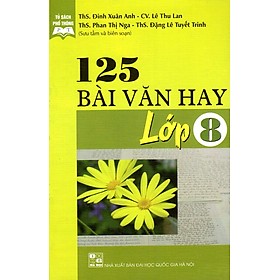 TỦ SÁCH
PHỔ THÔNG
ThS. Đinh Xuân Anh - CV. Lê Thu Lan
ThS. Phan Thị Nga - ThS. Đặng Lê Tuyết Trinh
(Sưu tầm và biên soạn)
125
BÀI VĂN HAY
Lớp 8
NHÀ XUẤT BẢN ĐẠI HỌC QUỐC GIA HÀ NỘI